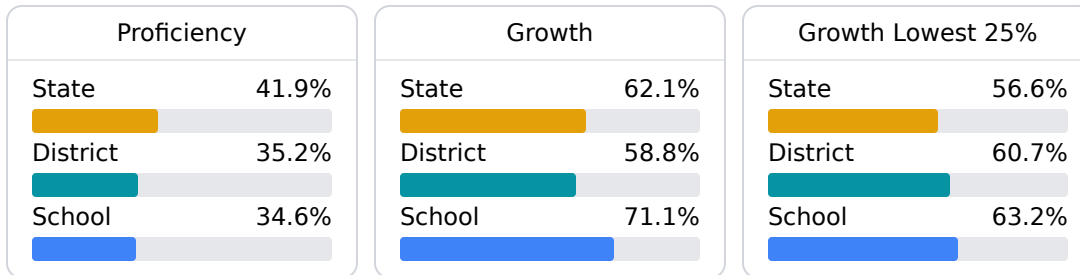 Proficiency
State 41.9%
District 35.2%
School 34.6%
Growth
State 62.1%
District 58.8%
School 71.1%
Growth Lowest 25%
State 56.6%
District 60.7%
School 63.2%